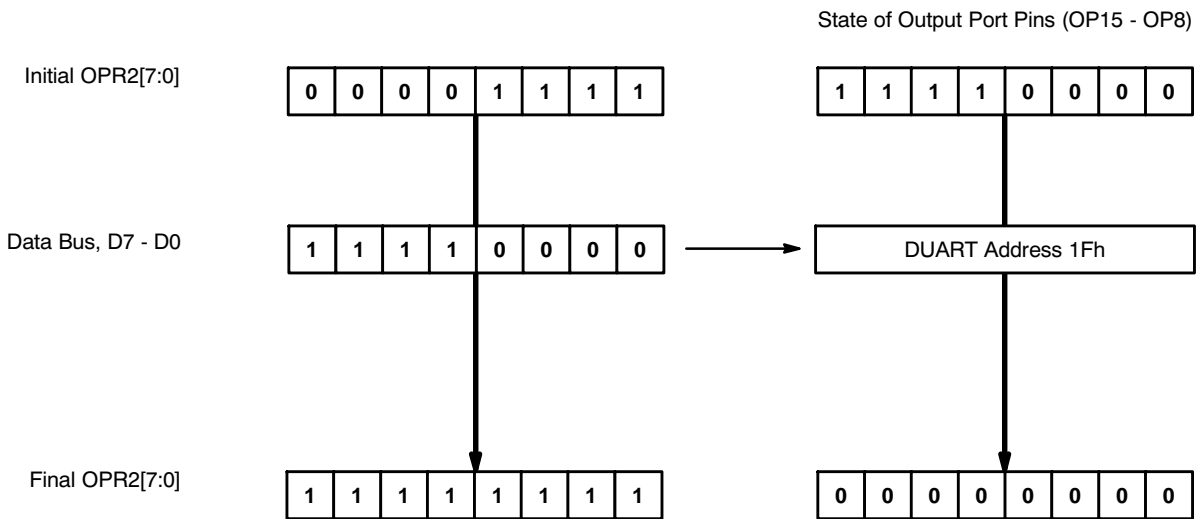 State of Output Port Pins (OP15 - OP8)
Initial OPR2[7:0] 0 0 0 0 1 1 1 1 1 1 1 1 0 0 0 0
Data Bus, D7 - D0 1 1 1 1 0 0 0 0 DUART Address 1Fh
Final OPR2[7:0] 1 1 1 1 1 1 1 1 0 0 0 0 0 0 0 0